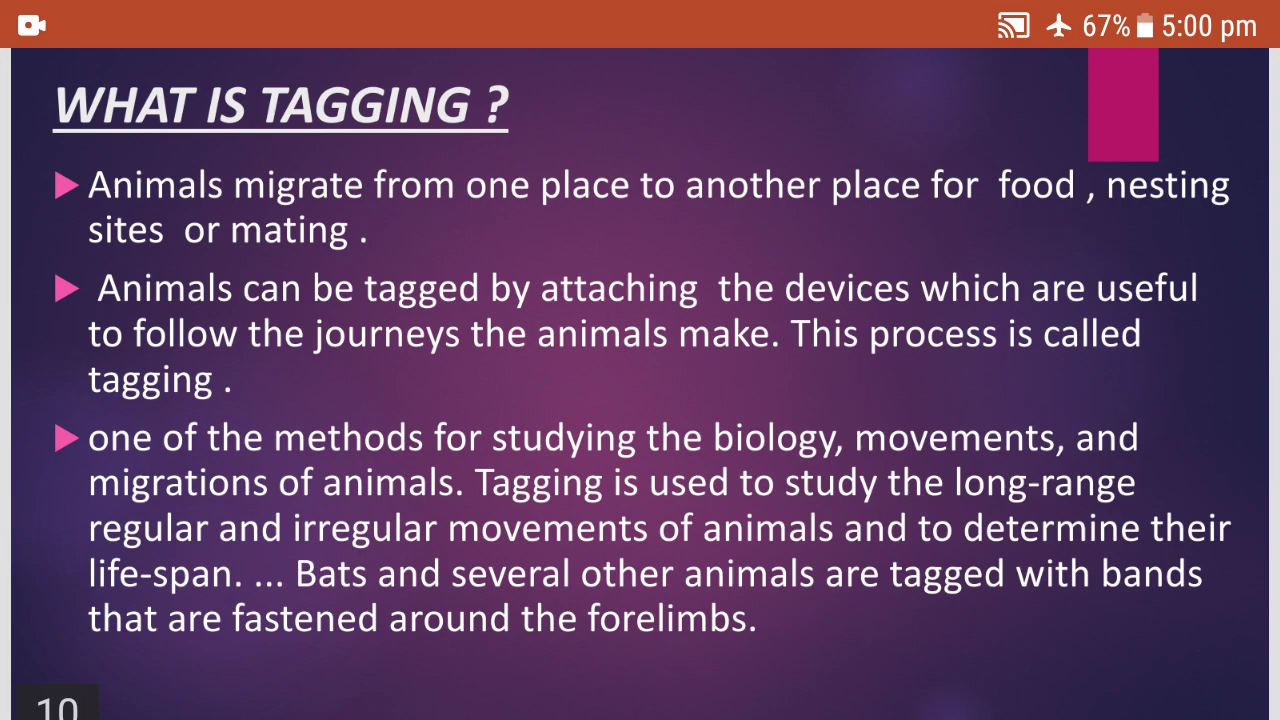 67% 5:00 pm
WHAT IS TAGGING ?
Animals migrate from one place to another place for food , nesting
sites or mating .
Animals can be tagged by attaching the devices which are useful
to follow the journeys the animals make. This process is called
tagging .
one of the methods for studying the biology, movements, and
migrations of animals. Tagging is used to study the long-range
regular and irregular movements of animals and to determine their
life-span. ... Bats and several other animals are tagged with bands
that are fastened around the forelimbs.
10